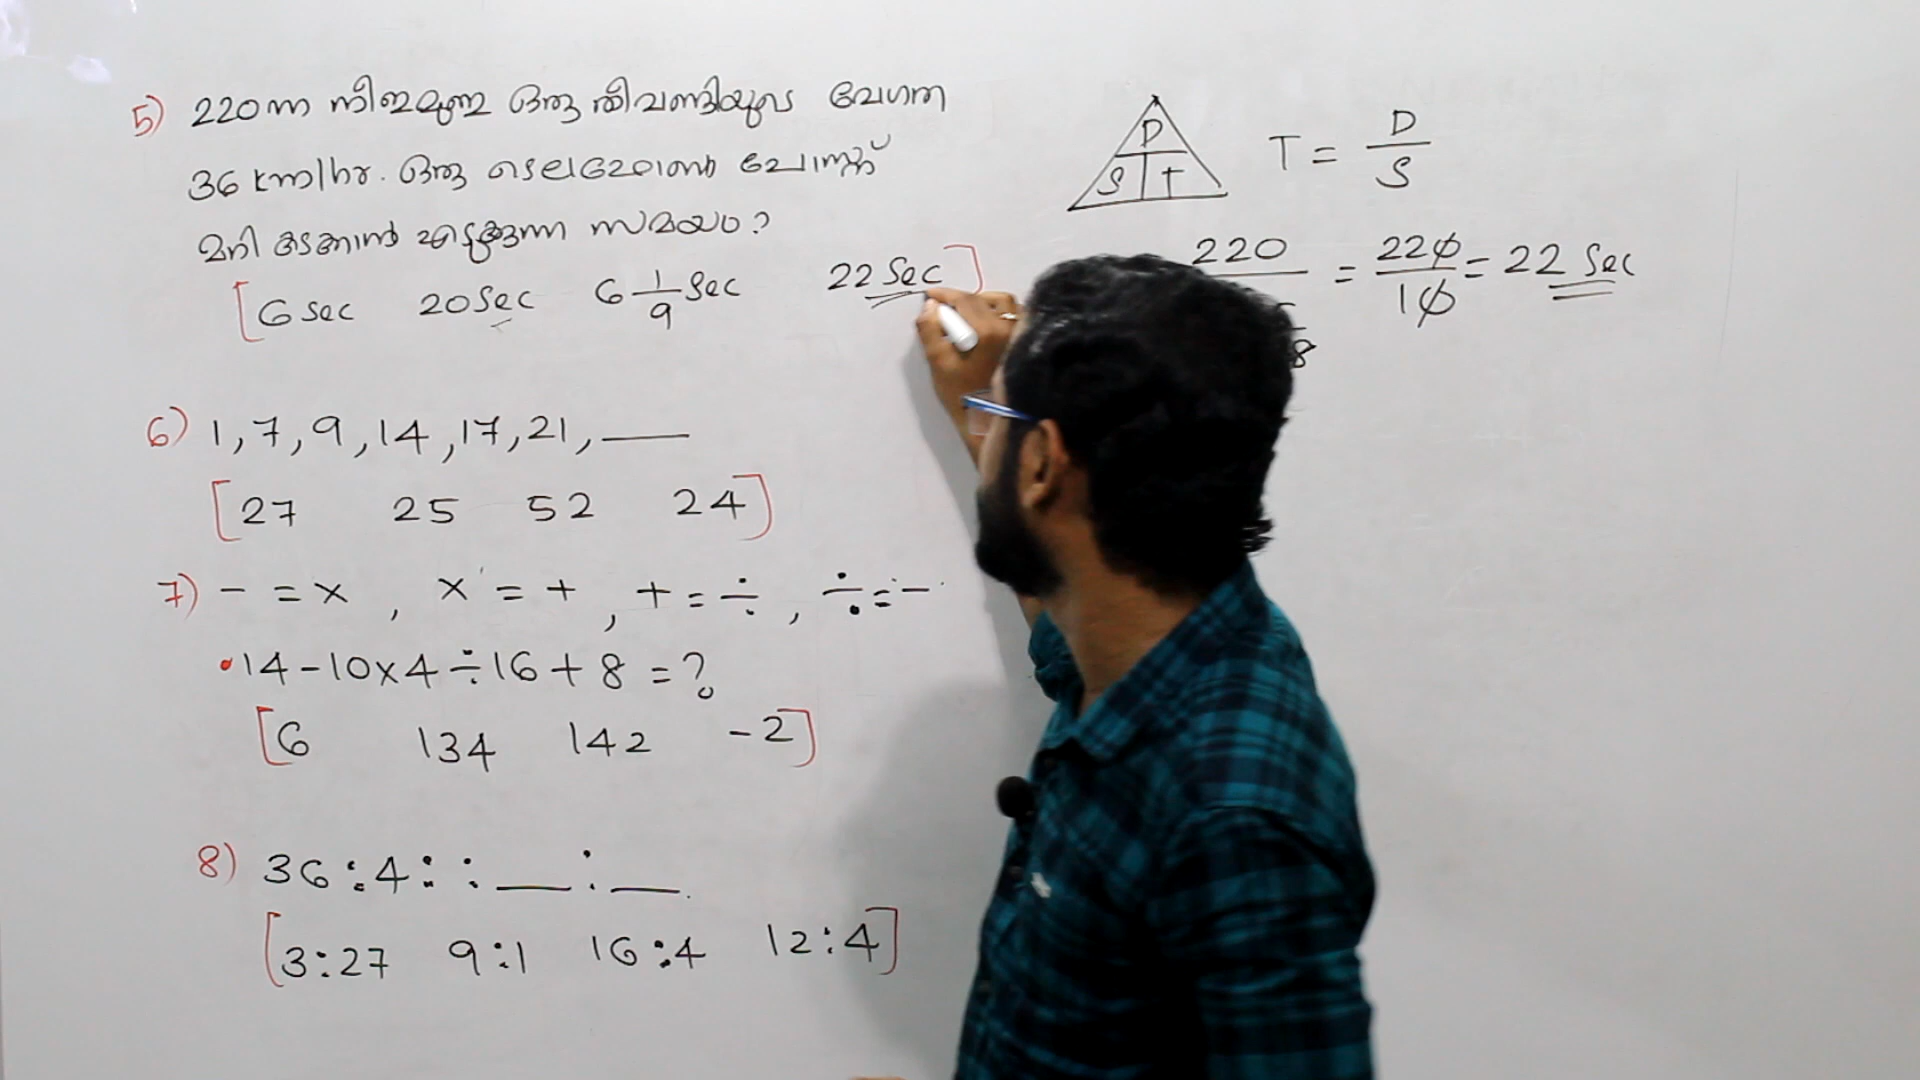 5) 220m നീളമുള്ള ഒരു തീവണ്ടിയുടെ വേഗത
36 km/hr. ഒരു ടെലഫോൺ പോസ്റ്റ്
മറി കടക്കാൻ എടുക്കുന്ന സമയം?
[6 sec 20 Sec 6 1/9 Sec 22 Sec]
6) 1, 7, 9, 14, 17, 21, ___
[27 25 52 24]
7) - = × , × = + , + = ÷ , ÷ = -
14 - 10 × 4 ÷ 16 + 8 = ?
[6 134 142 -2]
8) 36 : 4 : : ___ : ___
[3:27 9:1 16:4 12:4]
D
S T
T = D/S
220
= 220/10 = 22 Sec
8